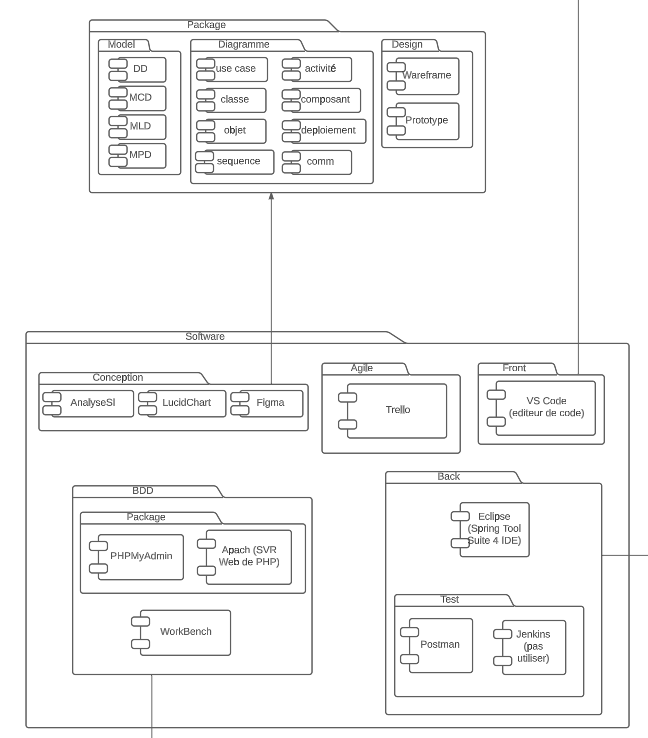 Package
Model
DD
MCD
MLD
MPD
Diagramme
use case
activité
classe
composant
objet
deploiement
sequence
comm
Design
Wareframe
Prototype
Software
Conception
AnalyseSI
LucidChart
Figma
Agile
Trello
Front
VS Code
(editeur de code)
BDD
Package
PHPMyAdmin
Apach (SVR
Web de PHP)
WorkBench
Back
Eclipse
(Spring Tool
Suite 4 IDE)
Test
Postman
Jenkins
(pas
utiliser)